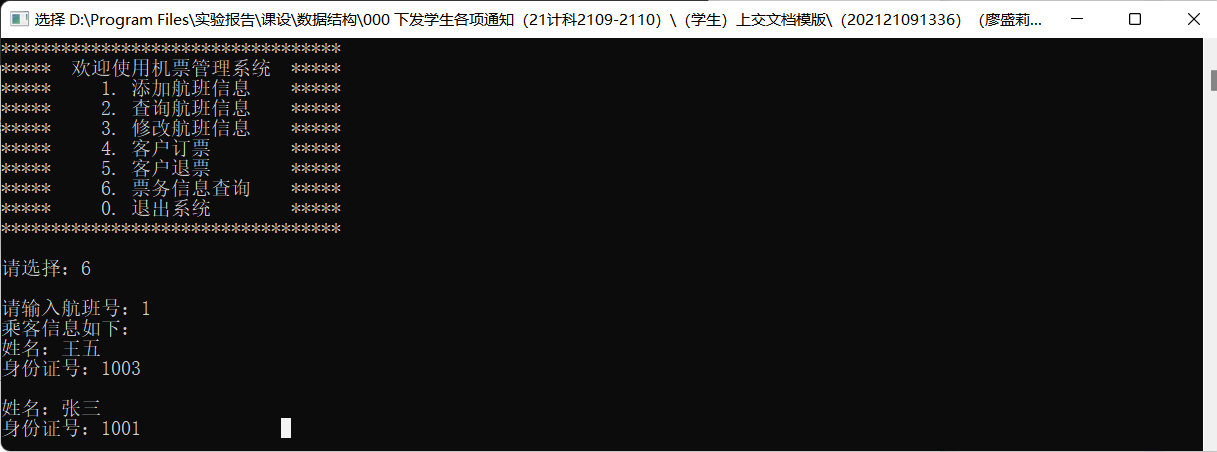 选择 D:\Program Files\实验报告\课设\数据结构\000 下发学生各项通知（21计科2109-2110）\（学生）上交文档模版\（202121091336）（廖盛莉...
**********************************
***** 欢迎使用机票管理系统 *****
***** 1. 添加航班信息 *****
***** 2. 查询航班信息 *****
***** 3. 修改航班信息 *****
***** 4. 客户订票 *****
***** 5. 客户退票 *****
***** 6. 票务信息查询 *****
***** 0. 退出系统 *****
**********************************
请选择：6
请输入航班号：1
乘客信息如下：
姓名：王五
身份证号：1003
姓名：张三
身份证号：1001